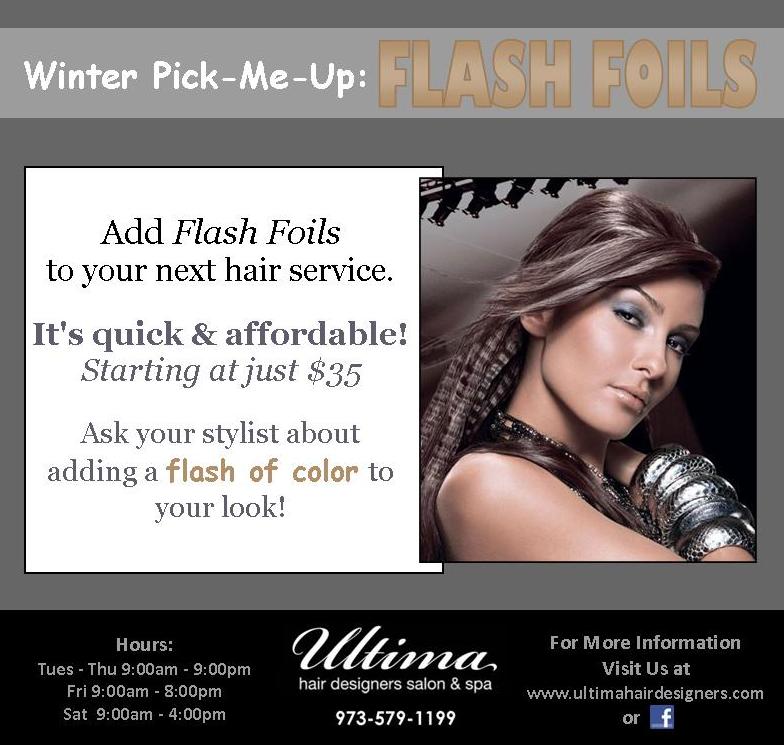 Winter Pick-Me-Up: FLASH FOILS
Add Flash Foils
to your next hair service.
It's quick & affordable!
Starting at just $35
Ask your stylist about
adding a flash of color to
your look!
Hours:
Tues - Thu 9:00am - 9:00pm
Fri 9:00am - 8:00pm
Sat 9:00am - 4:00pm
Ultima
hair designers salon & spa
973-579-1199
For More Information
Visit Us at
www.ultimahairdesigners.com
or f